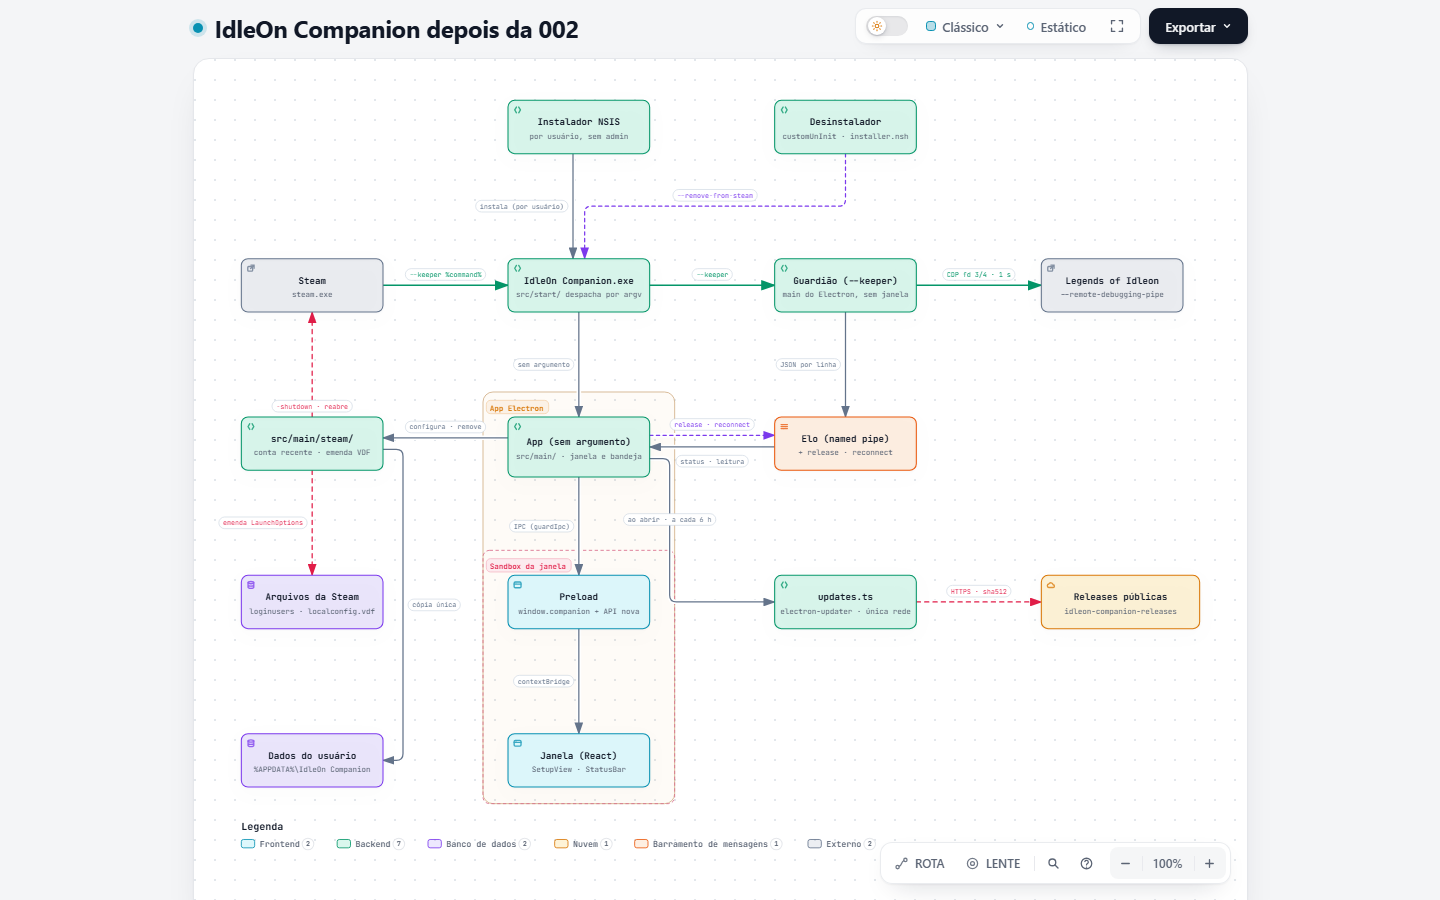 IdleOn Companion depois da 002
Clássico
Estático
Exportar
Instalador NSIS
por usuário, sem admin
Desinstalador
customUnInit · installer.nsh
--remove-from-steam
instala (por usuário)
Steam
steam.exe
--keeper %command%
IdleOn Companion.exe
src/start/ despacha por argv
--keeper
Guardião (--keeper)
main do Electron, sem janela
CDP fd 3/4 · 1 s
Legends of Idleon
--remote-debugging-pipe
sem argumento
JSON por linha
-shutdown · reabre
App Electron
src/main/steam/
conta recente · emenda VDF
configura · remove
App (sem argumento)
src/main/ · janela e bandeja
release · reconnect
status · leitura
Elo (named pipe)
+ release · reconnect
emenda LaunchOptions
IPC (guardIpc)
ao abrir · a cada 6 h
Sandbox da janela
Arquivos da Steam
loginusers · localconfig.vdf
cópia única
Preload
window.companion + API nova
updates.ts
electron-updater · única rede
HTTPS · sha512
Releases públicas
idleon-companion-releases
contextBridge
Dados do usuário
%APPDATA%\IdleOn Companion
Janela (React)
SetupView · StatusBar
Legenda
Frontend 2
Backend 7
Banco de dados 2
Nuvem 1
Barramento de mensagens 1
Externo 2
ROTA
LENTE
100%